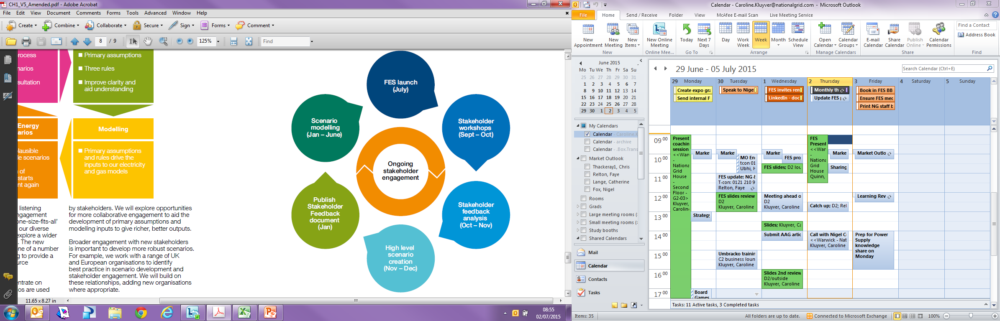 CH1_V5_Amended.pdf - Adobe Acrobat
File Edit View Document Comments Forms Tools Advanced Window Help
Create Combine Collaborate Secure Sign Forms Comment
8 / 9 125% Find
rocess
narios
sultation
Primary assumptions
Three rules
Improve clarity and
aid understanding
Energy
arios
Modelling
lausible
le scenarios
of
starts
nt again
Primary assumptions
and rules drive the
inputs to our electricity
and gas models
listening
ngagement
one-size-fits-all'
our diverse
explore a wider
. The new
one of a number
g to provide a
urce
entrate on
os are used
by stakeholders. We will explore opportunities
for more collaborative engagement to aid the
development of primary assumptions and
modelling inputs to give richer, better outputs.
Broader engagement with new stakeholders
is important to develop more robust scenarios.
For example, we work with a range of UK
and European organisations to identify
best practice in scenario development and
stakeholder engagement. We will build on
these relationships, adding new organisations
where appropriate.
FES launch
(July)
Stakeholder
workshops
(Sept – Oct)
Stakeholder
feedback
analysis
(Oct – Nov)
High level
scenario
creation
(Nov – Dec)
Publish
Stakeholder
Feedback
document
(Jan)
Scenario
modelling
(Jan – June)
Ongoing
stakeholder
engagement
11.65 x 8.27 in
08:55
02/07/2015
Calendar - Caroline.Kluyver@nationalgrid.com - Microsoft Outlook
File Home Send / Receive Folder View McAfee E-mail Scan Live Meeting Service
New Appointment
New Meeting
New Items
New Online Meeting
Today
Next 7 Days
Day
Work Week
Week
Month
Schedule View
Open Calendar
Calendar Groups
E-mail Calendar
Share Calendar
Publish Online
Calendar Permissions
Find a Contact
Address Book
New Online Mee... Go To Arrange Manage Calendars Share Find
June 2015
Mo Tu We Th Fr Sa Su
25 26 27 28 29 30 31
1 2 3 4 5 6 7
8 9 10 11 12 13 14
15 16 17 18 19 20 21
22 23 24 25 26 27 28
29 30 1 2 3 4 5
My Calendars
Calendar - Caroline.K
Calendar - archive
Calendar - .Box.Trans
Market Outlook
Thackeray1, Chris
Relton, Faye
Lange, Catherine
Fox, Nigel
Rooms
Grads
Large meeting rooms (
Small meeting rooms (
Study booths
Shared Calendars
Mail
Calendar
Contacts
Tasks
29 June - 05 July 2015
Search Calendar (Ctrl+E)
29 Monday 30 Tuesday 1 Wednesday 2 Thursday 3 Friday 4 Saturday 5 Sunday
Create expo gra
Send internal F
Speak to Nige
FES invites ren
LinkedIn - doc
Monthly th
Update FES
Book in FES BB
Ensure FES med
Print NG staff b
09 00
10 00
11 00
12 00
13 00
14 00
15 00
16 00
17 00
Present
coaching
session
<<War
-
Nationa
Grid
House
-
Second
Floor -
G2-03>
Kluyver,
Caroline
Marke
Strategy
Board
Games
Marke
MO En
tcon 01
Ubhi, H
FES update: NG &
T-con: 0121 210 9
Relton, Faye
FES slides review
D2
Kluyver, Caroline
Umbracko trainin
C2 business loun
Kluyver, Caroline
Marke
FES pro
FES slides; D2 lou
Meeting ahead o
D2
Kluyver, Caroline
Slides; Kluyver, Ca
Submit AAG artic
Slides 2nd review
D2/outside
Kluyver, Caroline
FES
Present
<<War
-
Nationa
Grid
House
Quinn,
Marke
Sharing
Catch up; D2; Rel
Call with Nigel C
<<Warwick - Nat
Kluyver, Caroline
Market Outlo
Learning Rev
Prep for Power
Supply
knowledge
share on
Monday
Tasks: 11 Active tasks, 3 Completed tasks
Items: 35
All folders are up to date. Connected to Microsoft Exchange 100%